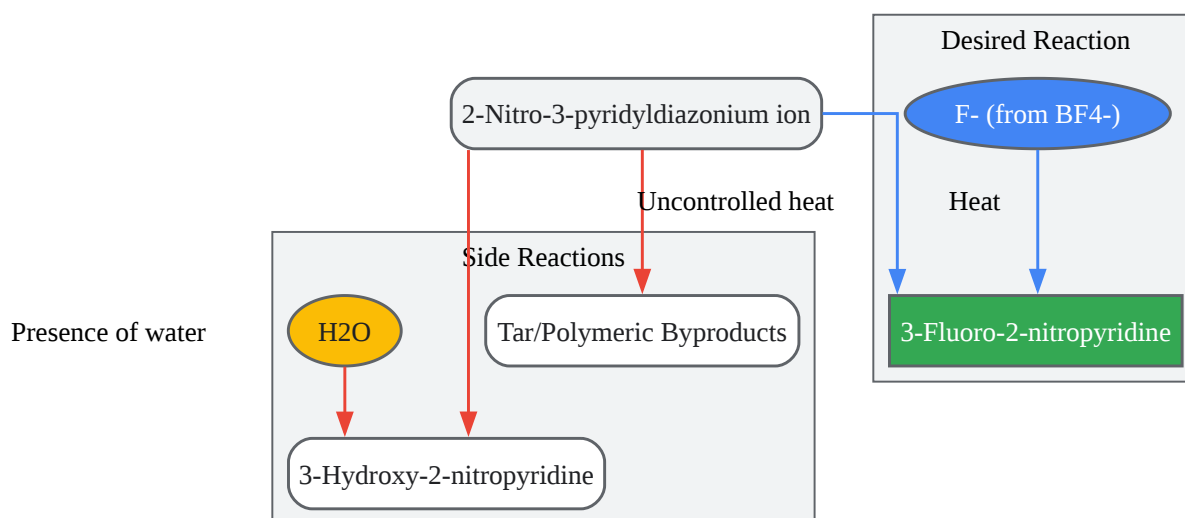 Desired Reaction
2-Nitro-3-pyridyldiazonium ion
F- (from BF4-)
Uncontrolled heat
Heat
Side Reactions
Presence of water
H2O
Tar/Polymeric Byproducts
3-Fluoro-2-nitropyridine
3-Hydroxy-2-nitropyridine